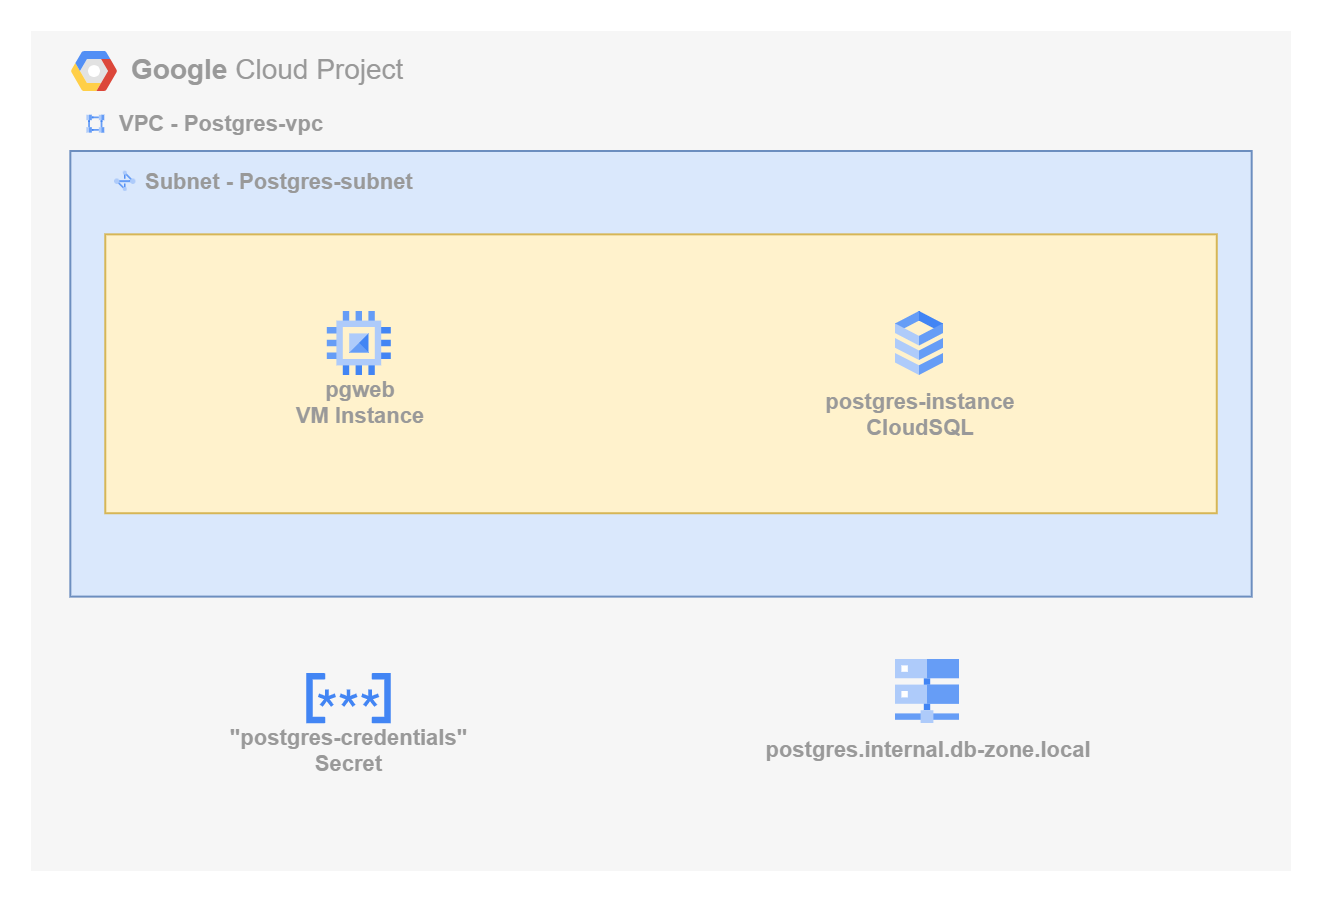 Google Cloud Project
VPC - Postgres-vpc
Subnet - Postgres-subnet
pgweb
VM Instance
postgres-instance
CloudSQL
[***]
"postgres-credentials"
Secret
postgres.internal.db-zone.local